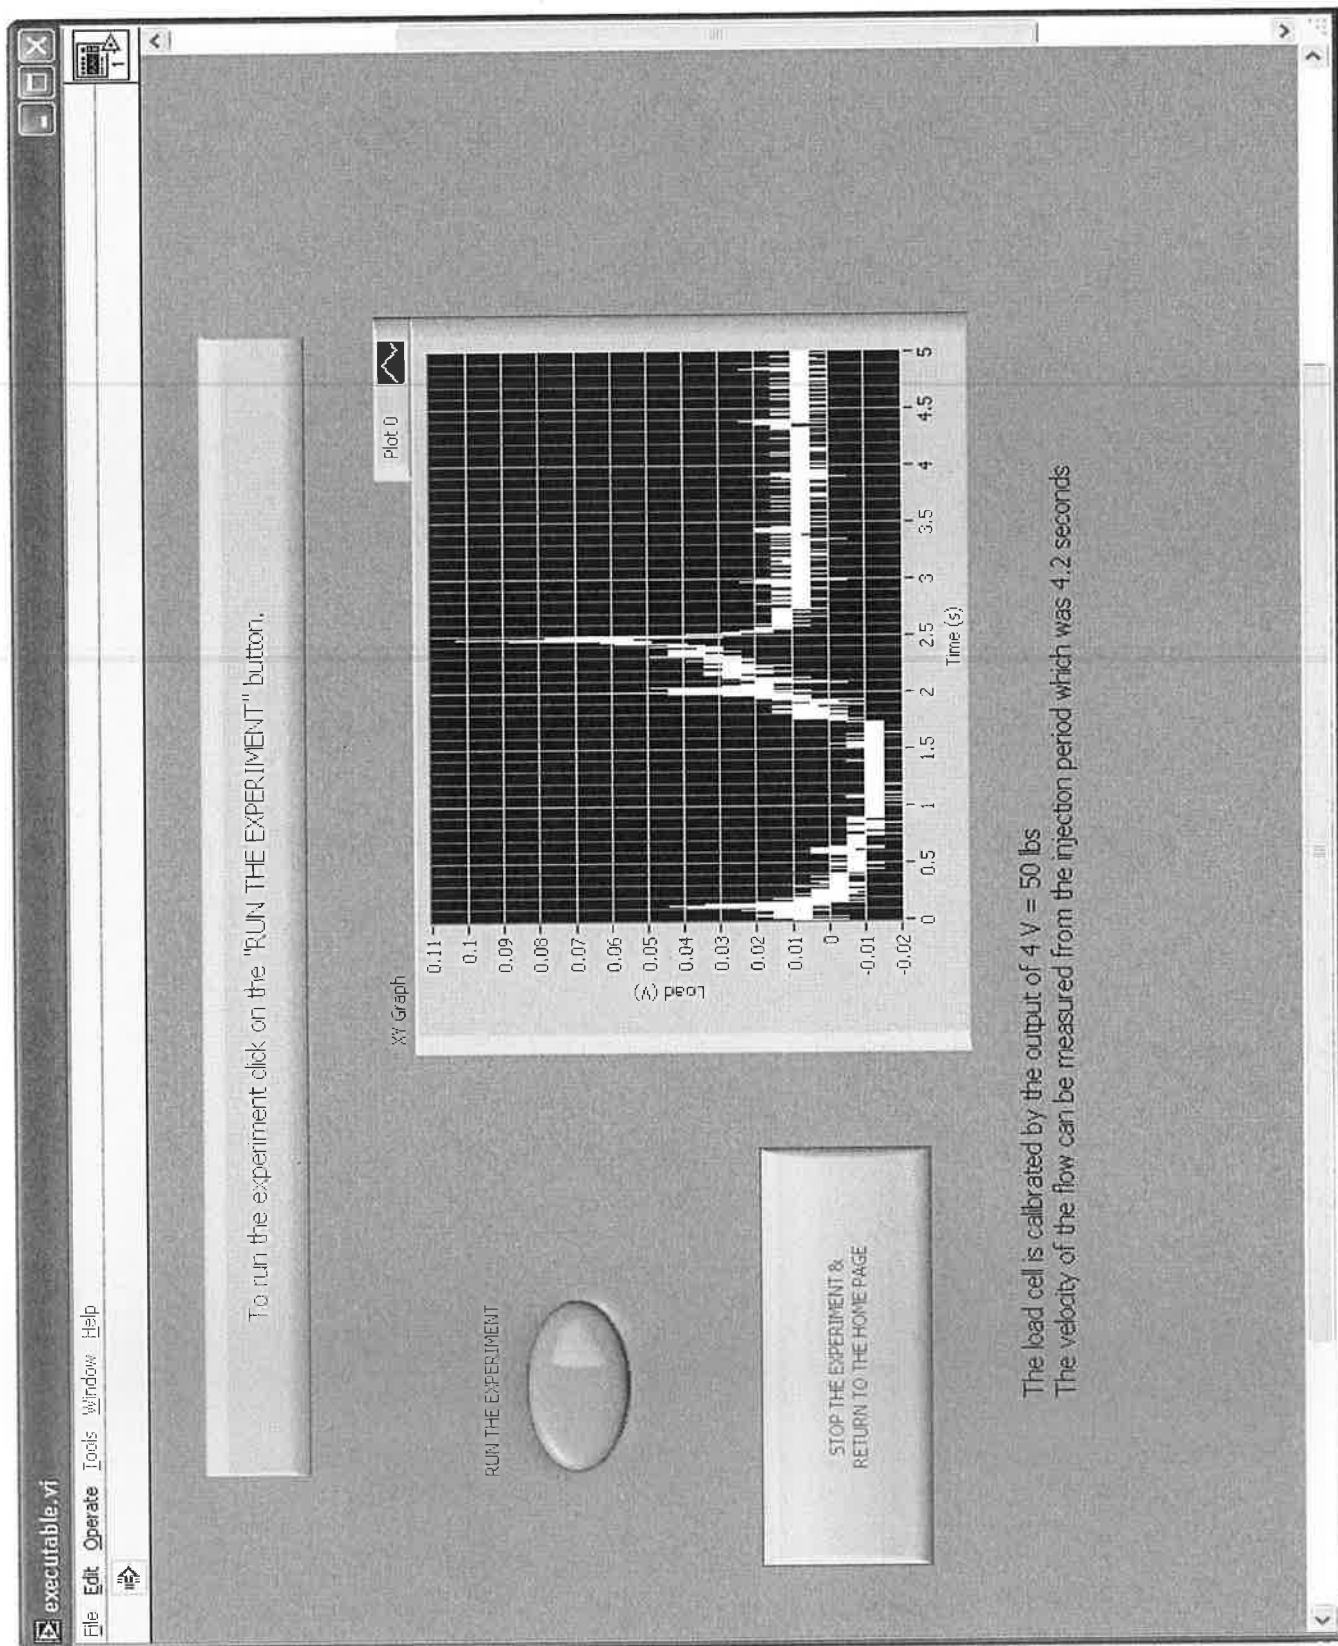 executable.vi
File Edit Operate Tools Window Help
1
To run the experiment click on the "RUN THE EXPERIMENT" button.
XY Graph
Plot 0
RUN THE EXPERIMENT
0.11
0.1
0.09
0.08
0.07
0.06
0.05
0.04
0.03
0.02
0.01
0
-0.01
-0.02
Load (V)
0 0.5 1 1.5 2 2.5 3 3.5 4 4.5 5
Time (s)
STOP THE EXPERIMENT &
RETURN TO THE HOME PAGE
The load cell is calibrated by the output of 4 V = 50 lbs
The velocity of the flow can be measured from the injection period which was 4.2 seconds